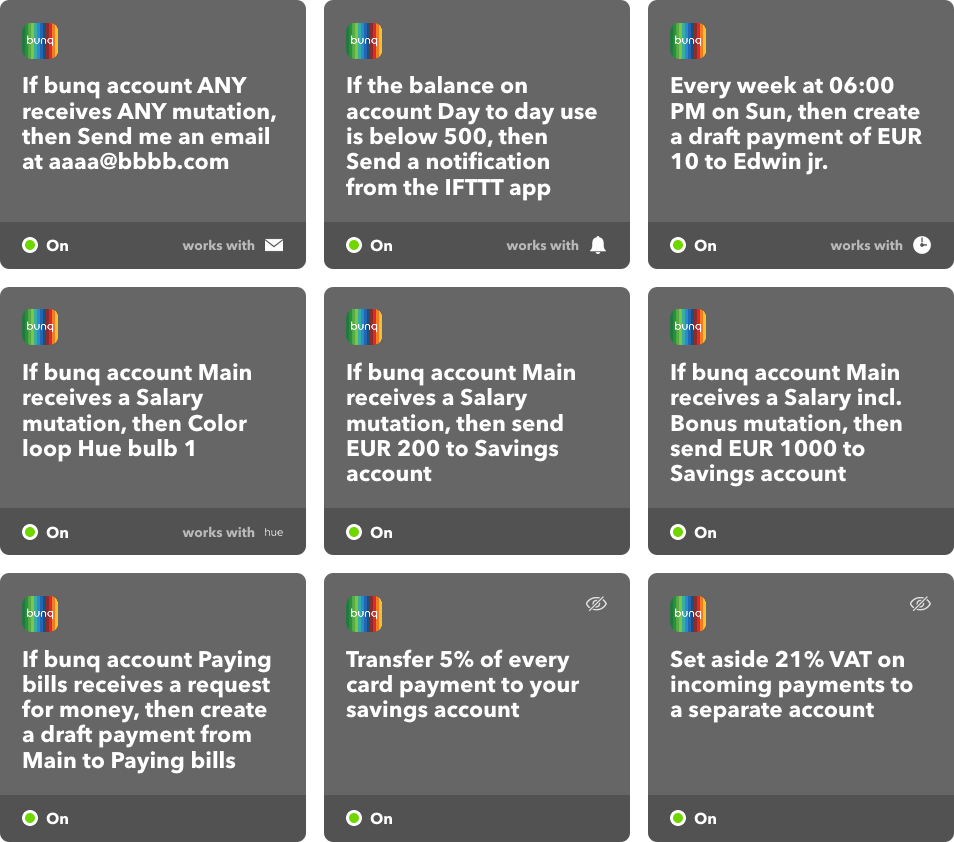 bunq
If bunq account ANY
receives ANY mutation,
then Send me an email
at aaaa@bbbb.com
On
works with
bunq
If the balance on
account Day to day use
is below 500, then
Send a notification
from the IFTTT app
On
works with
bunq
Every week at 06:00
PM on Sun, then create
a draft payment of EUR
10 to Edwin jr.
On
works with
bunq
If bunq account Main
receives a Salary
mutation, then Color
loop Hue bulb 1
On
works with hue
bunq
If bunq account Main
receives a Salary
mutation, then send
EUR 200 to Savings
account
On
bunq
If bunq account Main
receives a Salary incl.
Bonus mutation, then
send EUR 1000 to
Savings account
On
bunq
If bunq account Paying
bills receives a request
for money, then create
a draft payment from
Main to Paying bills
On
bunq
Transfer 5% of every
card payment to your
savings account
On
bunq
Set aside 21% VAT on
incoming payments to
a separate account
On